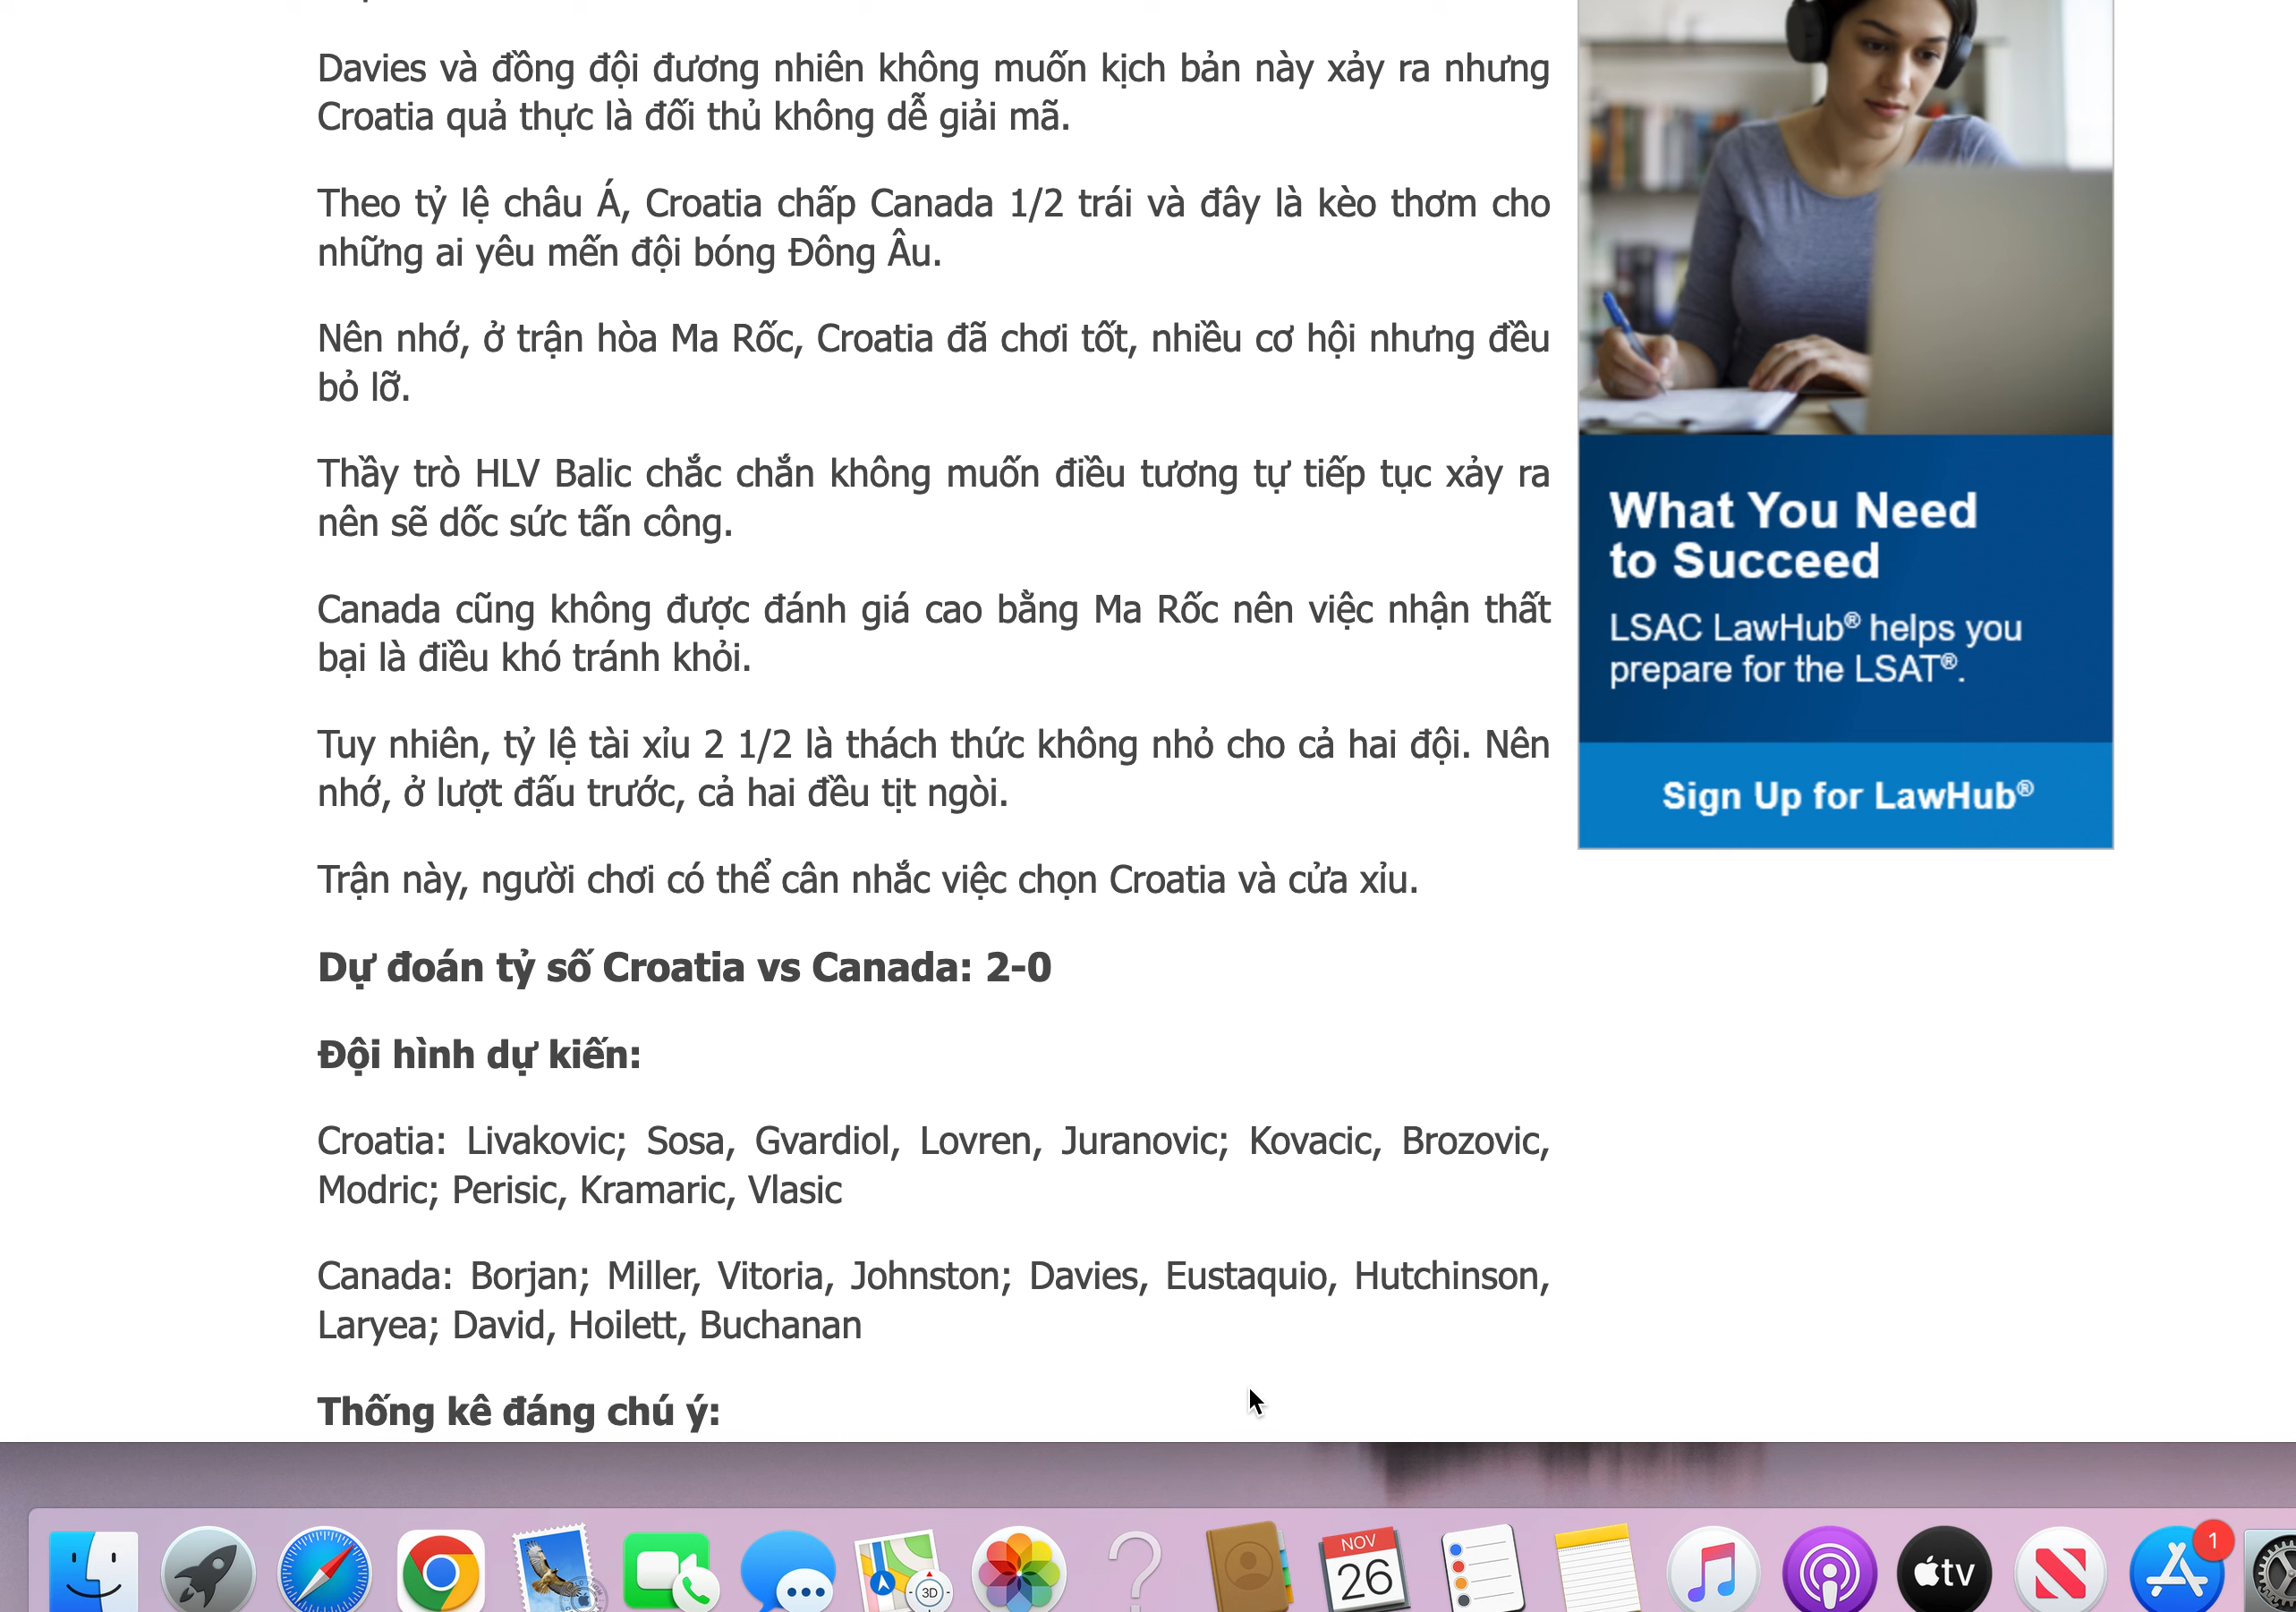 Davies và đồng đội đương nhiên không muốn kịch bản này xảy ra nhưng
Croatia quả thực là đối thủ không dễ giải mã.
Theo tỷ lệ châu Á, Croatia chấp Canada 1/2 trái và đây là kèo thơm cho
những ai yêu mến đội bóng Đông Âu.
Nên nhớ, ở trận hòa Ma Rốc, Croatia đã chơi tốt, nhiều cơ hội nhưng đều
bỏ lỡ.
Thầy trò HLV Balic chắc chắn không muốn điều tương tự tiếp tục xảy ra
nên sẽ dốc sức tấn công.
Canada cũng không được đánh giá cao bằng Ma Rốc nên việc nhận thất
bại là điều khó tránh khỏi.
Tuy nhiên, tỷ lệ tài xỉu 2 1/2 là thách thức không nhỏ cho cả hai đội. Nên
nhớ, ở lượt đấu trước, cả hai đều tịt ngòi.
Trận này, người chơi có thể cân nhắc việc chọn Croatia và cửa xỉu.
Dự đoán tỷ số Croatia vs Canada: 2-0
Đội hình dự kiến:
Croatia: Livakovic; Sosa, Gvardiol, Lovren, Juranovic; Kovacic, Brozovic,
Modric; Perisic, Kramaric, Vlasic
Canada: Borjan; Miller, Vitoria, Johnston; Davies, Eustaquio, Hutchinson,
Laryea; David, Hoilett, Buchanan
Thống kê đáng chú ý:
What You Need
to Succeed
LSAC LawHub® helps you
prepare for the LSAT®.
Sign Up for LawHub®
3D
NOV
26
tv
1